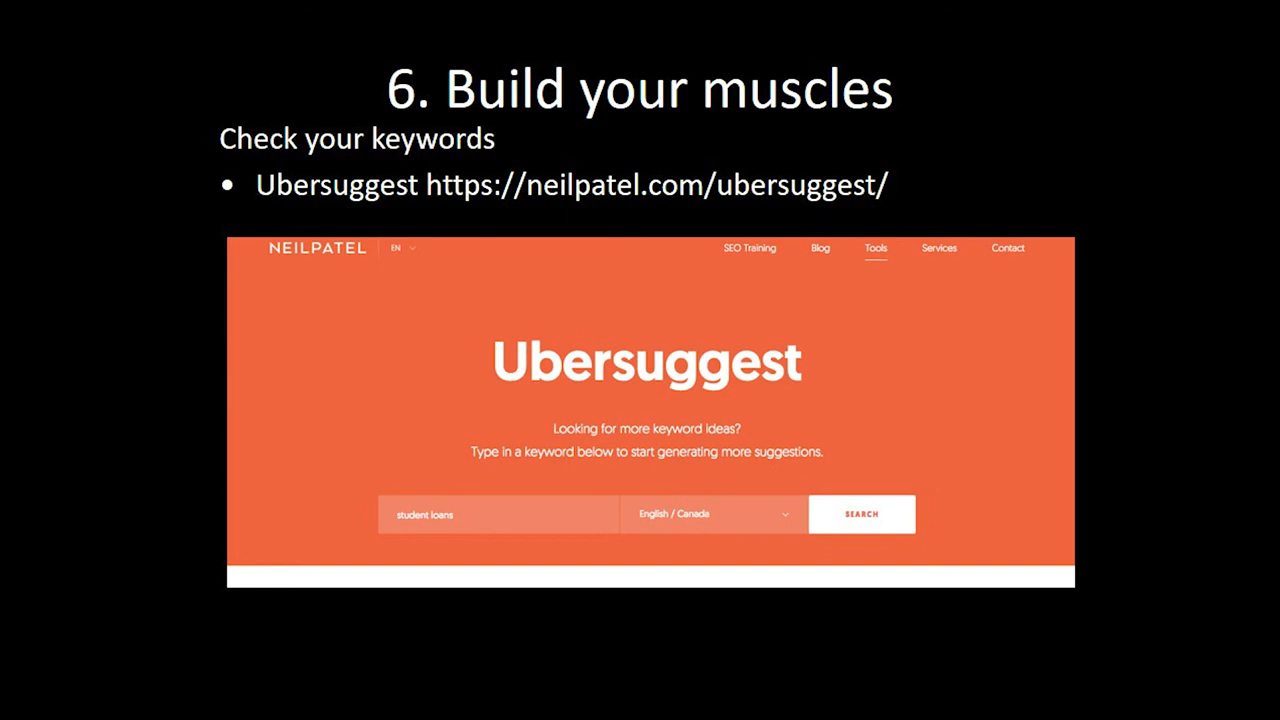 6. Build your muscles
Check your keywords
• Ubersuggest https://neilpatel.com/ubersuggest/
NEILPATEL EN SEO Training Blog Tools Services Contact
Ubersuggest
Looking for more keyword ideas?
Type in a keyword below to start generating more suggestions.
student loans English / Canada SEARCH